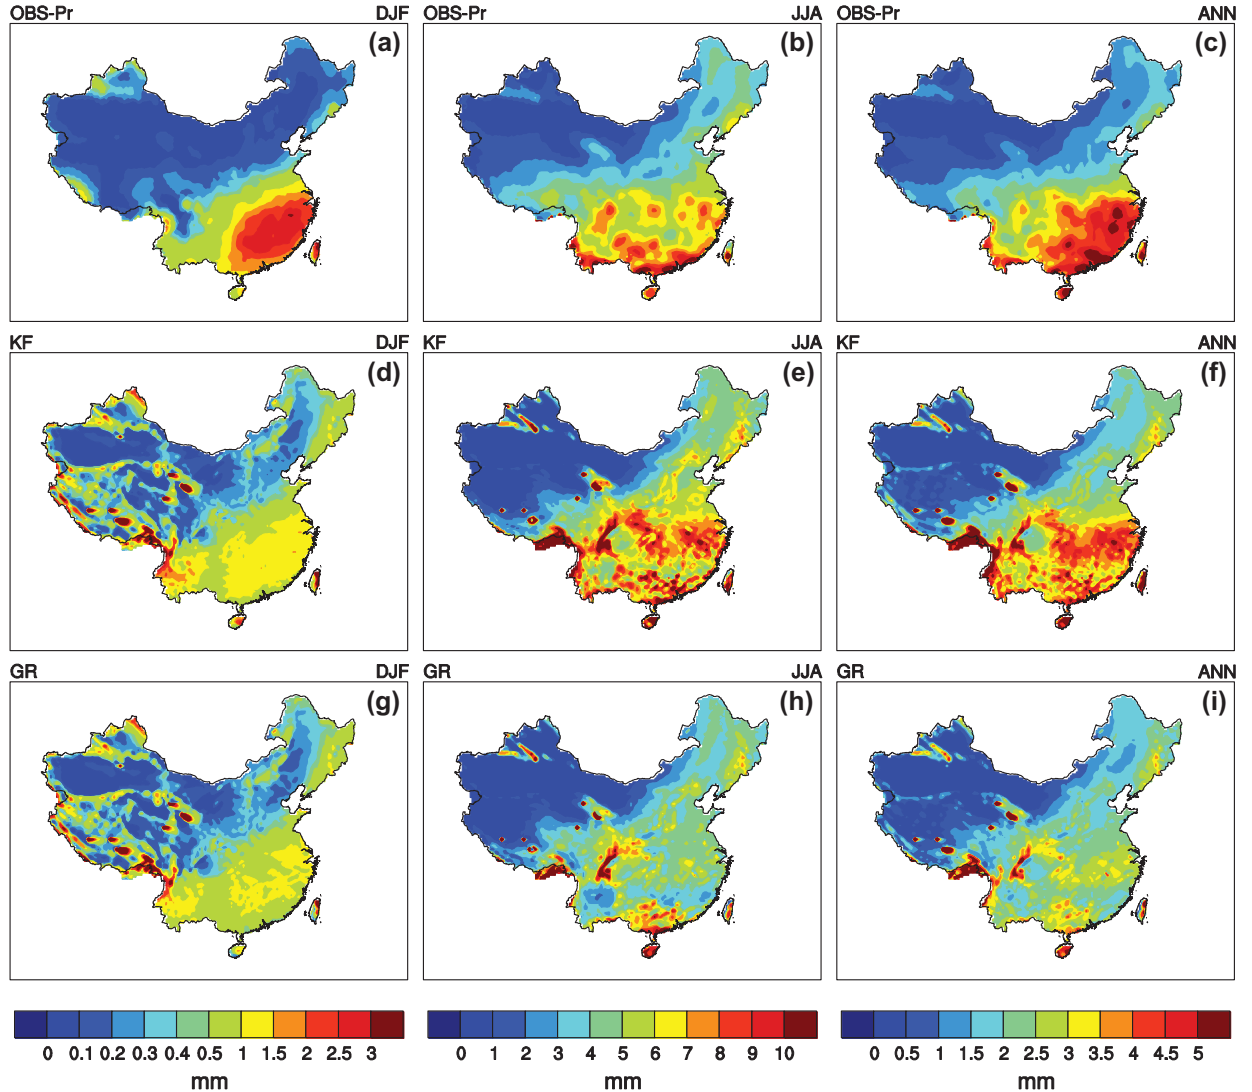 OBS-Pr DJF OBS-Pr JJA OBS-Pr ANN
(a) (b) (c)
KF DJF KF JJA KF ANN
(d) (e) (f)
GR DJF GR JJA GR ANN
(g) (h) (i)
0 0.1 0.2 0.3 0.4 0.5 1 1.5 2 2.5 3 0 1 2 3 4 5 6 7 8 9 10 0 0.5 1 1.5 2 2.5 3 3.5 4 4.5 5
mm mm mm